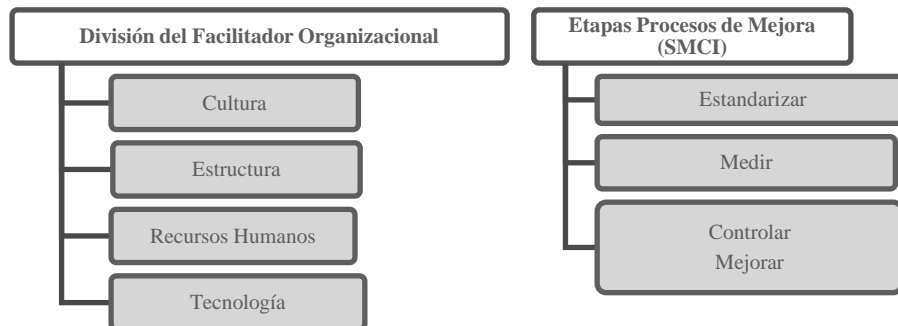 División del Facilitador Organizacional
Cultura
Estructura
Recursos Humanos
Tecnología
Etapas Procesos de Mejora
(SMCI)
Estandarizar
Medir
Controlar
Mejorar